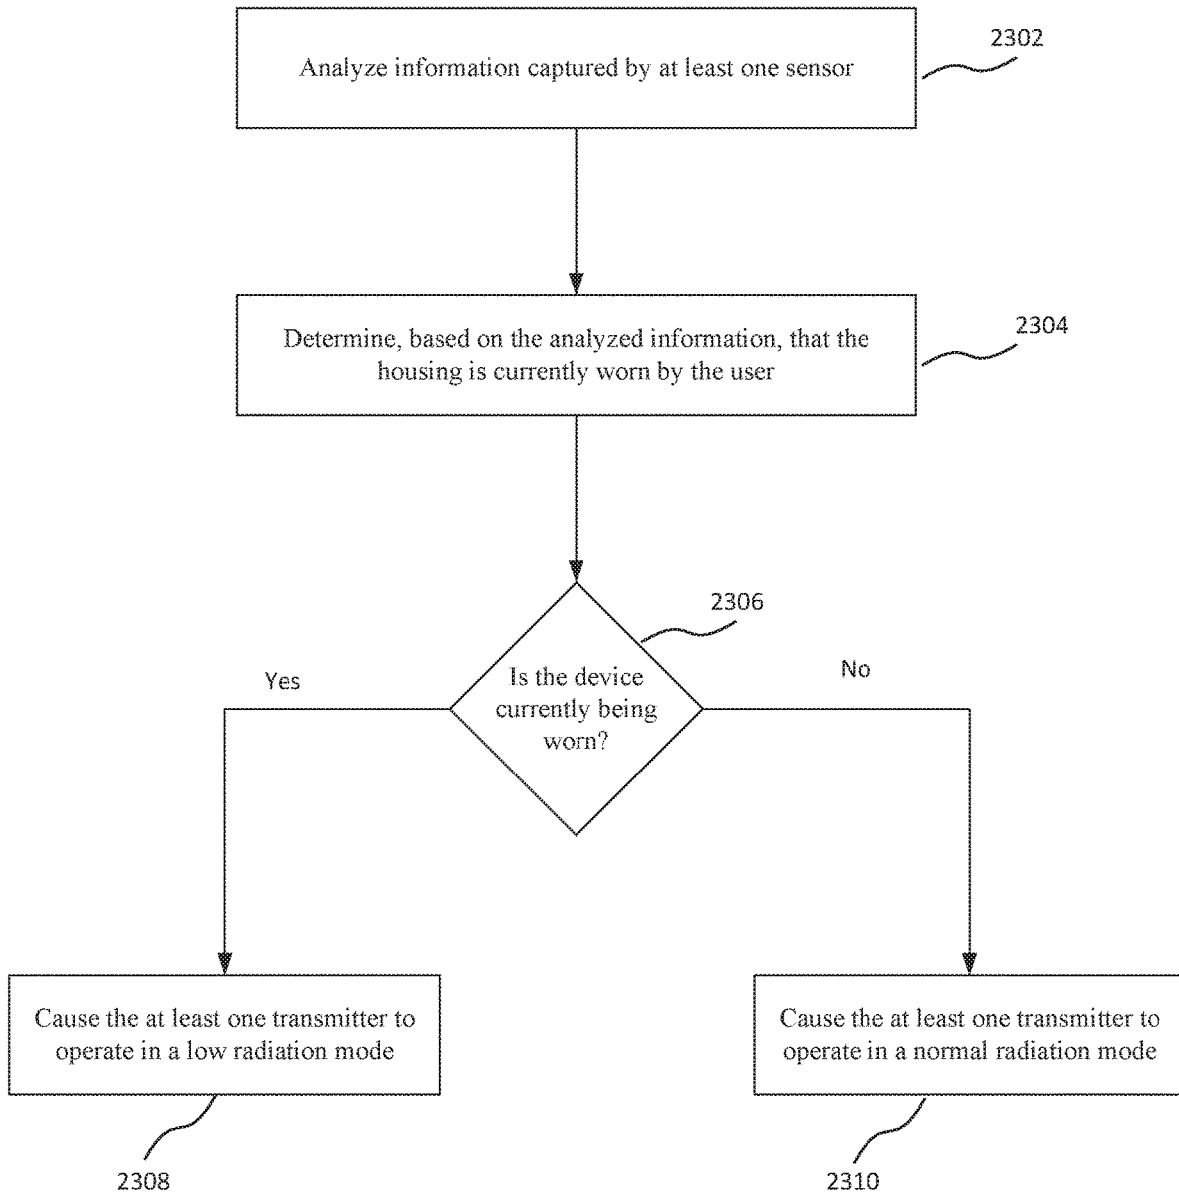 2302
Analyze information captured by at least one sensor
2304
Determine, based on the analyzed information, that the
housing is currently worn by the user
2306
Is the device
currently being
worn?
Yes
No
Cause the at least one transmitter to
operate in a low radiation mode
Cause the at least one transmitter to
operate in a normal radiation mode
2308
2310